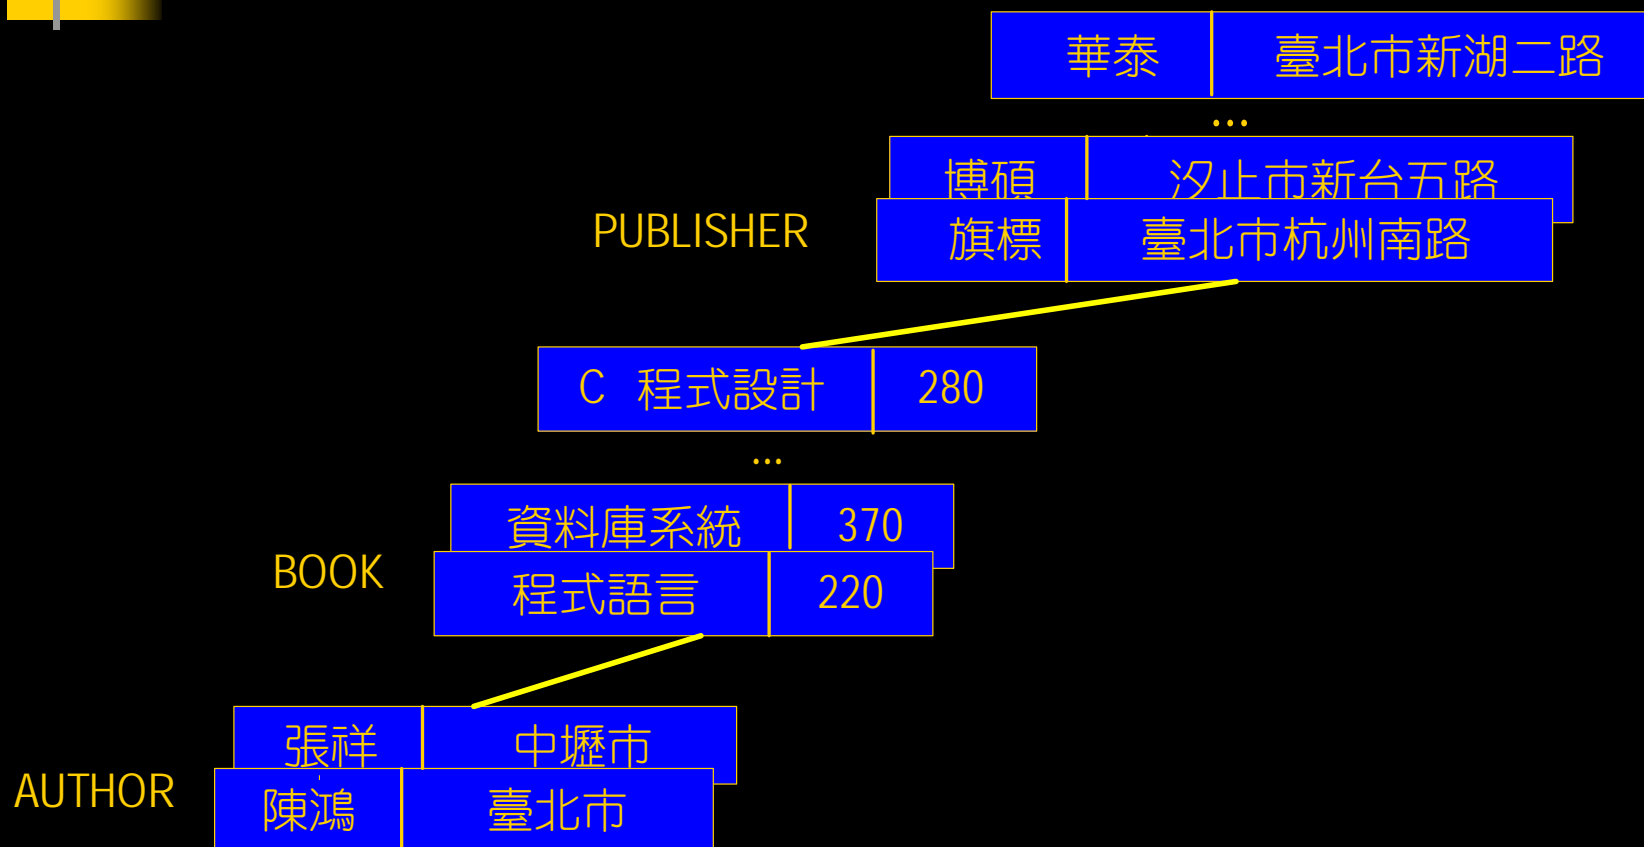 華泰 臺北市新湖二路
...
博碩 汐止市新台五路
PUBLISHER 旗標 臺北市杭州南路
C 程式設計 280
...
資料庫系統 370
BOOK 程式語言 220
張祥 中壢市
AUTHOR 陳鴻 臺北市